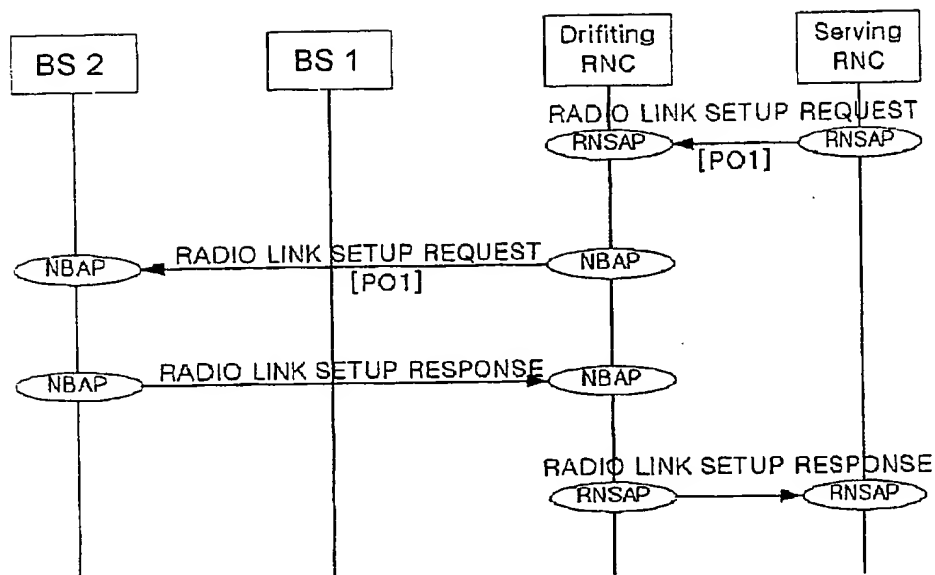 BS 2
BS 1
Drifiting
RNC
Serving
RNC
RADIO LINK SETUP REQUEST
RNSAP
RNSAP
[PO1]
RADIO LINK SETUP REQUEST
NBAP
NBAP
[PO1]
RADIO LINK SETUP RESPONSE
NBAP
NBAP
RADIO LINK SETUP RESPONSE
RNSAP
RNSAP